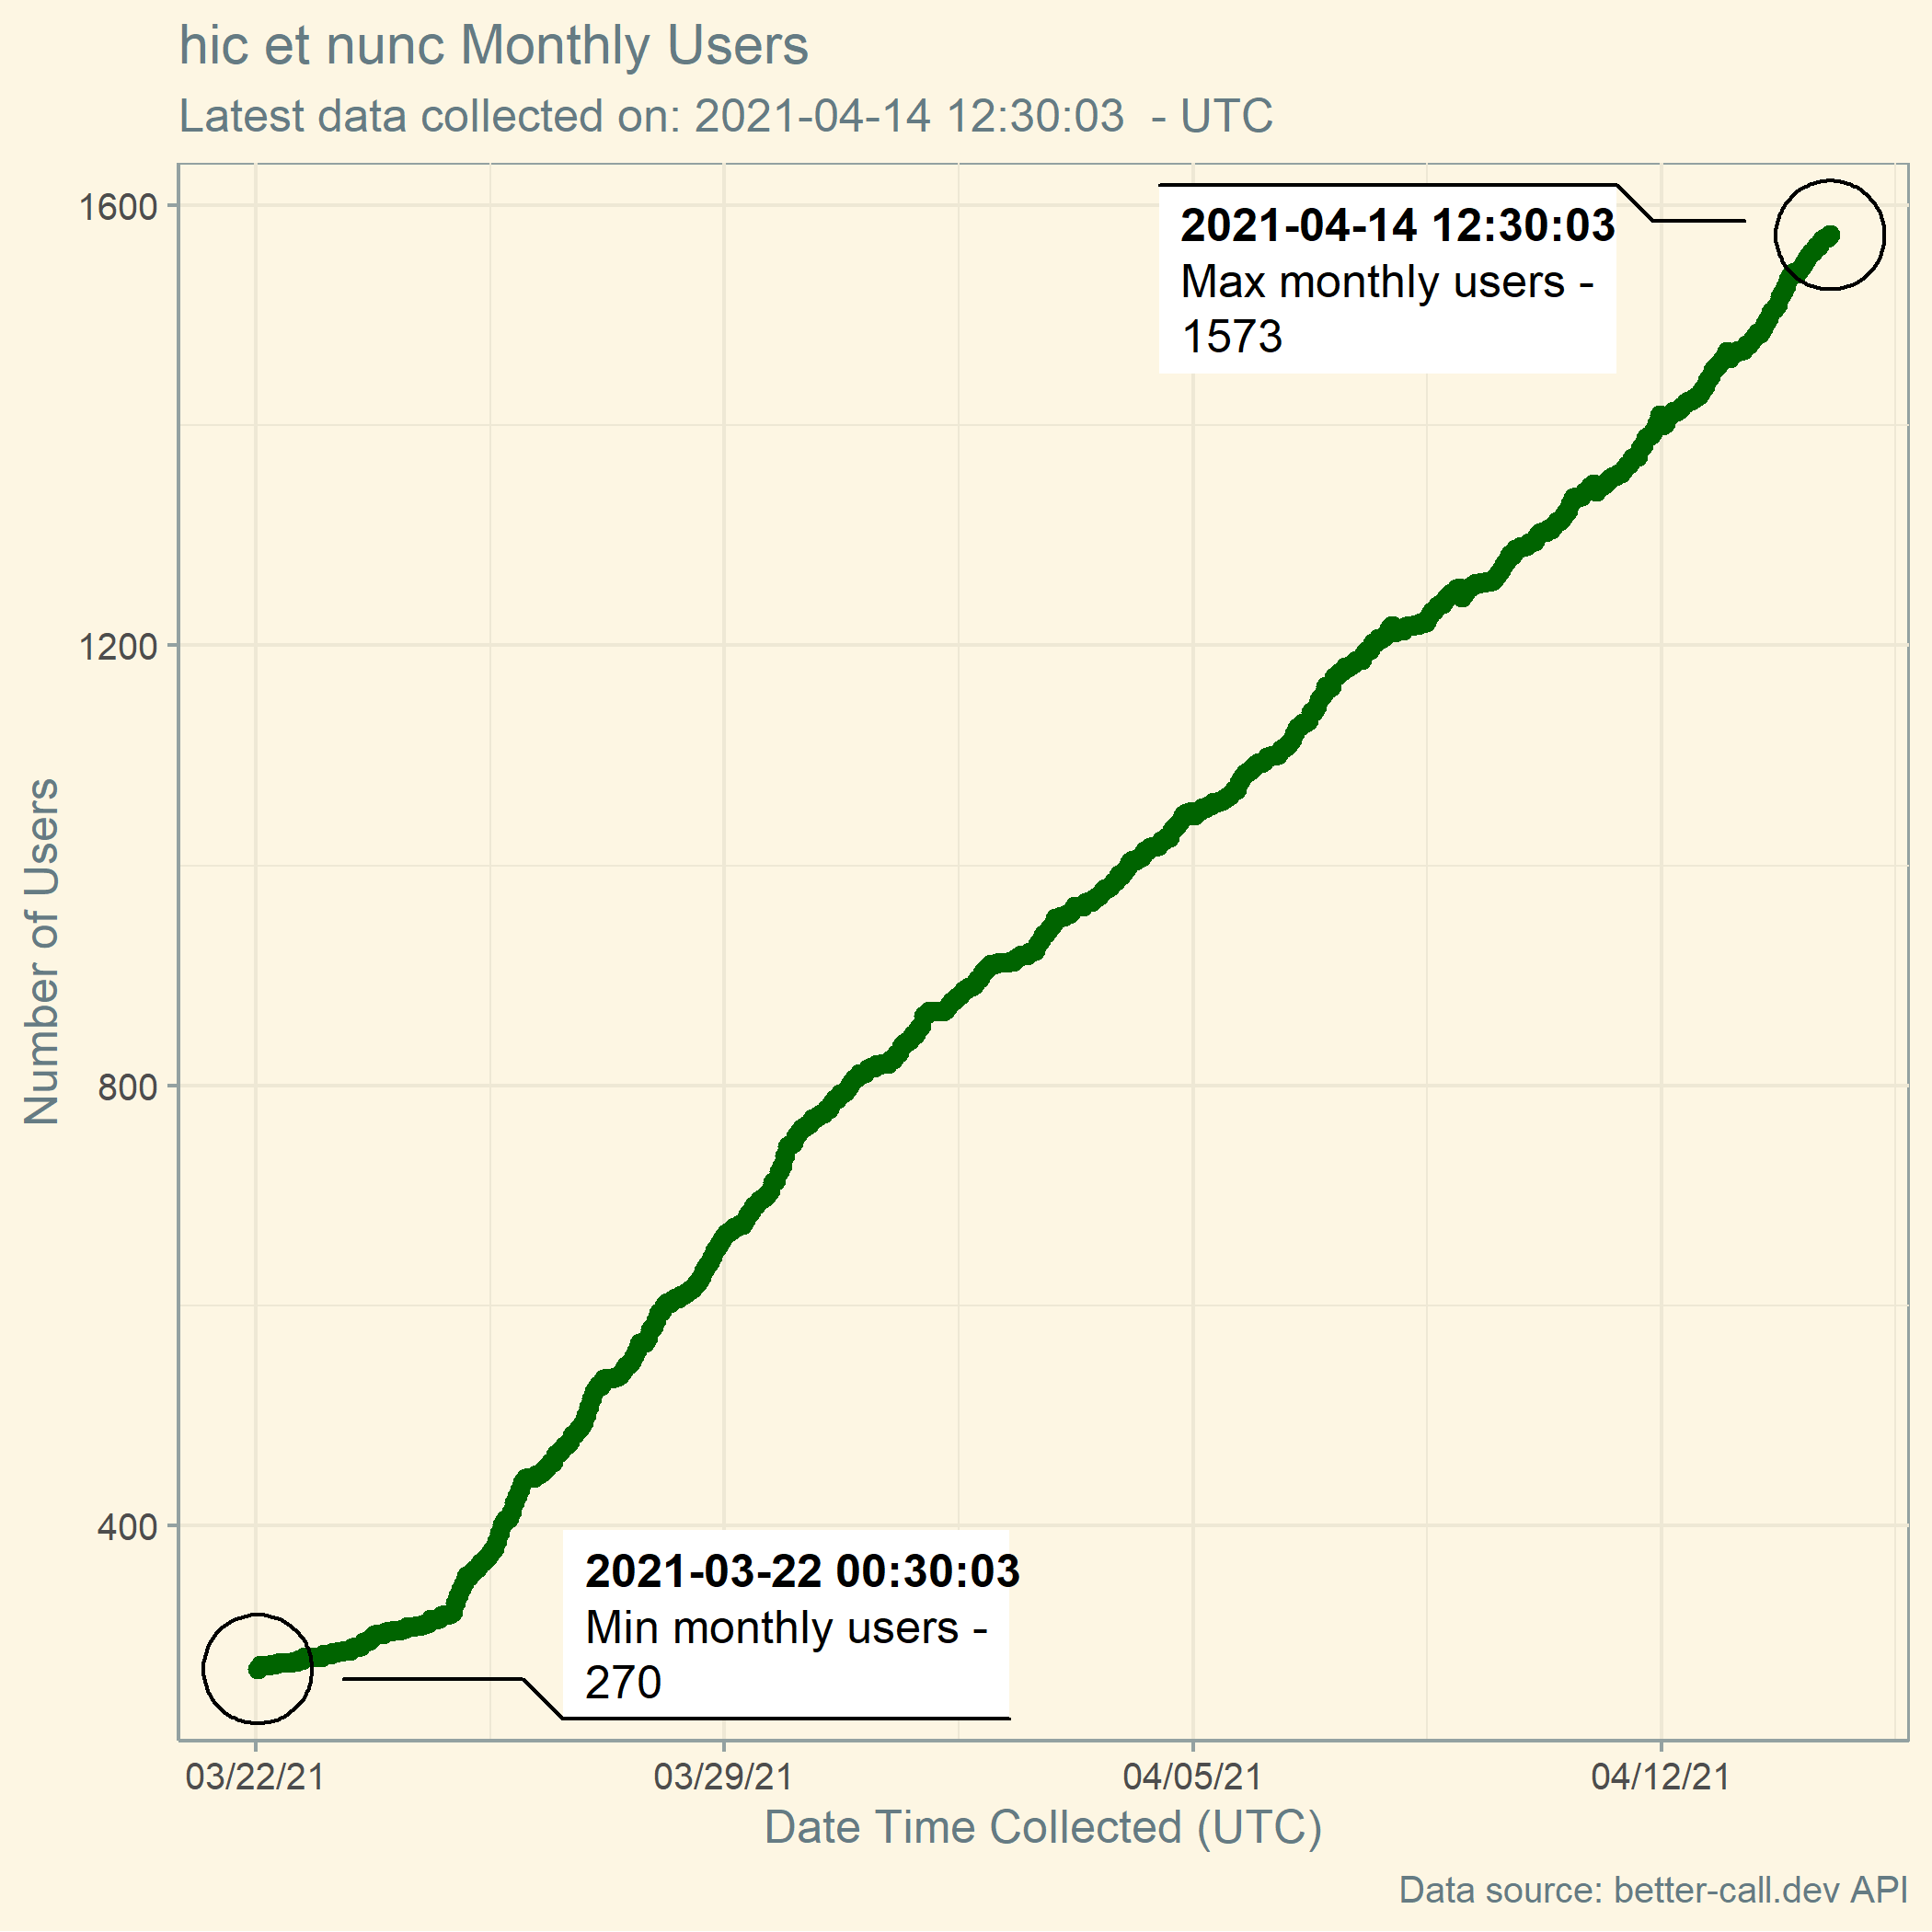 hic et nunc Monthly Users
Latest data collected on: 2021-04-14 12:30:03  - UTC
1600
1200
800
400
Number of Users
2021-04-14 12:30:03
Max monthly users -
1573
2021-03-22 00:30:03
Min monthly users -
270
03/22/21
03/29/21
04/05/21
04/12/21
Date Time Collected (UTC)
Data source: better-call.dev API